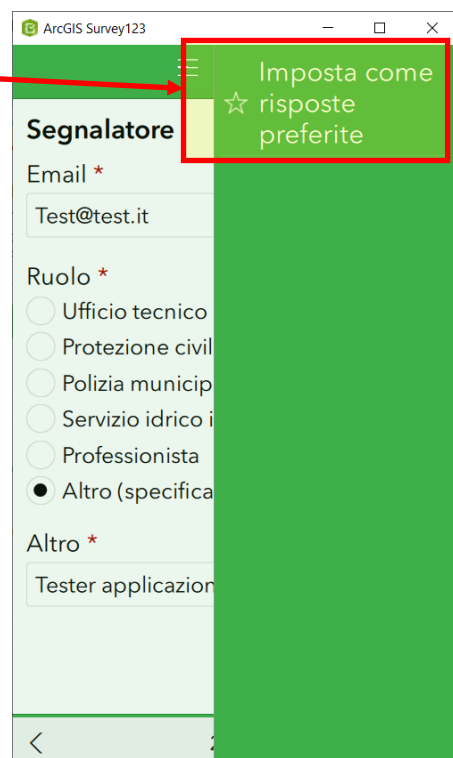 ArcGIS Survey123
Imposta come
risposte
preferite
Segnalatore
Email *
Test@test.it
Ruolo *
Ufficio tecnico
Protezione civil
Polizia municip
Servizio idrico i
Professionista
Altro (specifica
Altro *
Tester applicazion